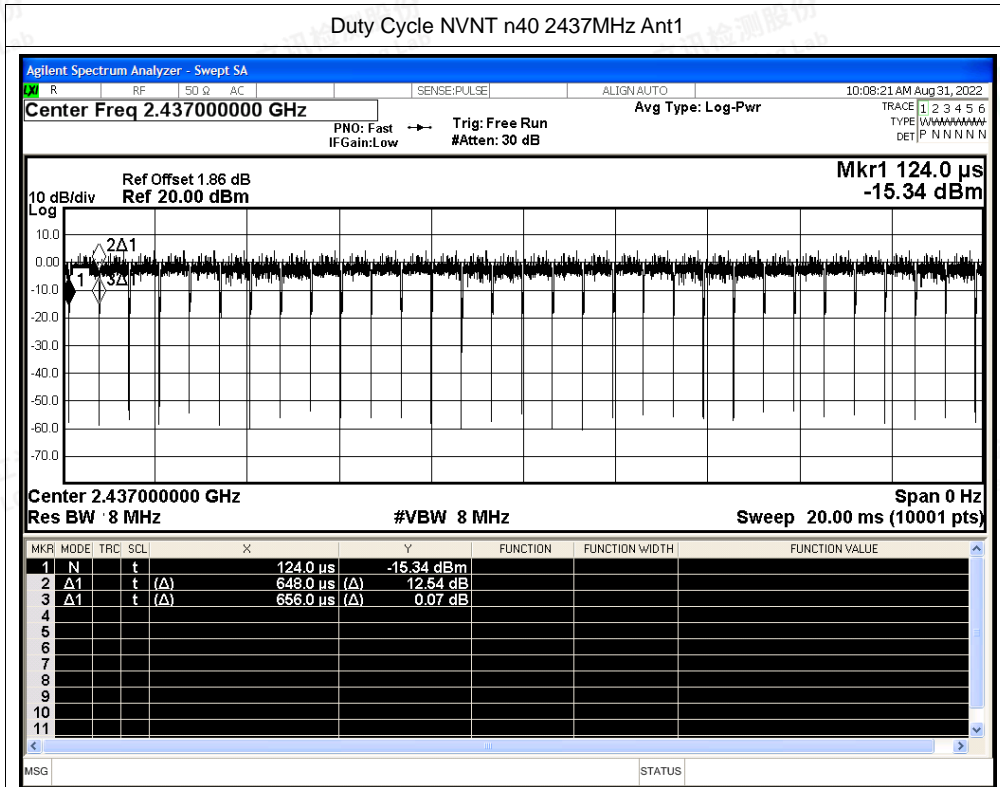 Duty Cycle NVNT n40 2437MHz Ant1
Agilent Spectrum Analyzer - Swept SA
LXI R RF 50 Ω AC SENSE:PULSE ALIGN AUTO 10:08:21 AM Aug 31, 2022
Center Freq 2.437000000 GHz Avg Type: Log-Pwr TRACE 1 2 3 4 5 6
PNO: Fast Trig: Free Run TYPE WWWWWW
IFGain:Low #Atten: 30 dB DET P N N N N N
Mkr1 124.0 µs
Ref Offset 1.86 dB
10 dB/div Ref 20.00 dBm -15.34 dBm
Log
10.0
0.00
-10.0
-20.0
-30.0
-40.0
-50.0
-60.0
-70.0
2Δ1
1 3Δ1
Center 2.437000000 GHz Span 0 Hz
Res BW 8 MHz #VBW 8 MHz Sweep 20.00 ms (10001 pts)
MKR MODE TRC SCL X Y FUNCTION FUNCTION WIDTH FUNCTION VALUE
1 N t 124.0 µs -15.34 dBm
2 Δ1 t (Δ) 648.0 µs (Δ) 12.54 dB
3 Δ1 t (Δ) 656.0 µs (Δ) 0.07 dB
4
5
6
7
8
9
10
11
MSG STATUS